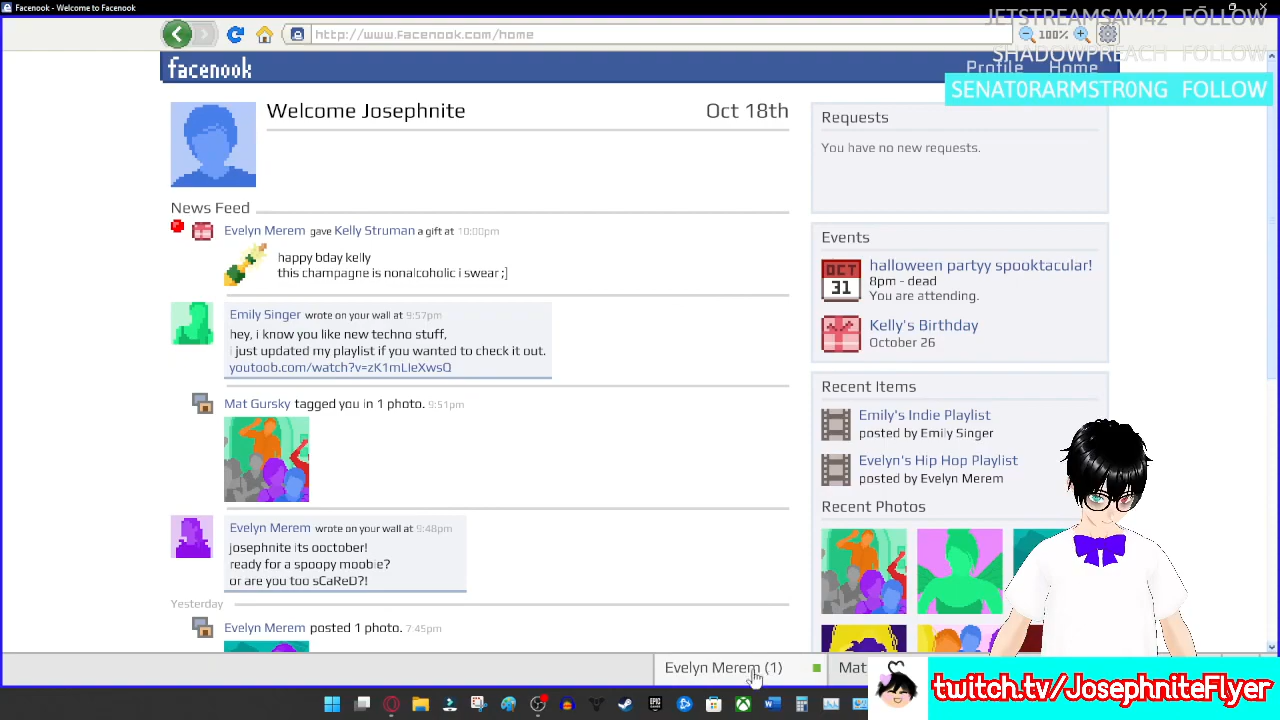 Facenook - Welcome to Facenook
JETSTREAMSAM42 FOLLOW
http://www.facenook.com/home
100%
SHADOWPREACH FOLLOW
facenook
Profile Home
SENAT0RARMSTR0NG FOLLOW
Welcome Josephnite
Oct 18th
Requests
You have no new requests.
News Feed
Evelyn Merem gave Kelly Struman a gift at 10:00pm
happy bday kelly
this champagne is nonalcoholic i swear ;]
Emily Singer wrote on your wall at 9:57pm
hey, i know you like new techno stuff,
i just updated my playlist if you wanted to check it out.
youtoob.com/watch?v=zK1mLIeXwsQ
Mat Gursky tagged you in 1 photo. 9:51pm
Evelyn Merem wrote on your wall at 9:48pm
josephnite its ooctober!
ready for a spoopy moobie?
or are you too sCaReD?!
Yesterday
Evelyn Merem posted 1 photo. 7:45pm
Events
OCT
31
halloween partyy spooktacular!
8pm - dead
You are attending.
Kelly's Birthday
October 26
Recent Items
Emily's Indie Playlist
posted by Emily Singer
Evelyn's Hip Hop Playlist
posted by Evelyn Merem
Recent Photos
Evelyn Merem (1)
Mat
twitch.tv/JosephniteFlyer